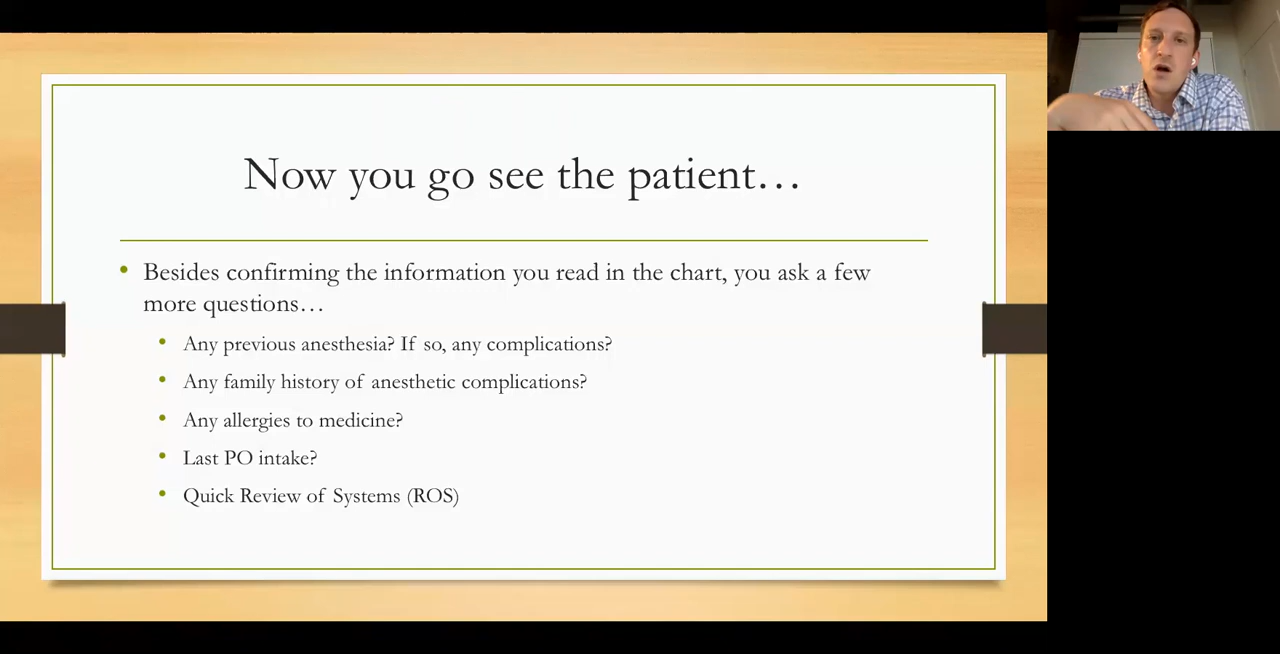 Now you go see the patient…
• Besides confirming the information you read in the chart, you ask a few
more questions…
• Any previous anesthesia? If so, any complications?
• Any family history of anesthetic complications?
• Any allergies to medicine?
• Last PO intake?
• Quick Review of Systems (ROS)